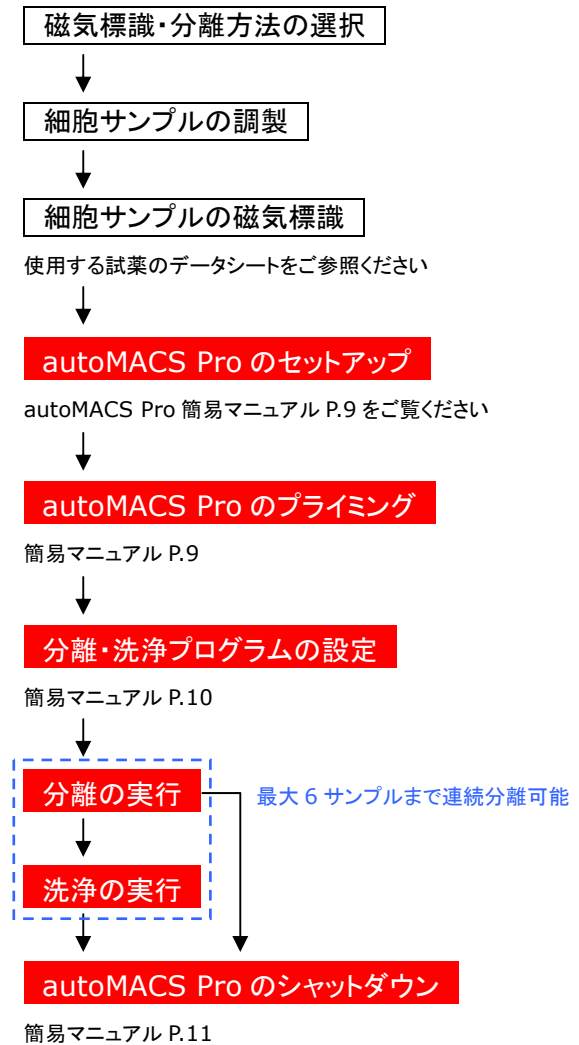 磁気標識・分離方法の選択
細胞サンプルの調製
細胞サンプルの磁気標識
使用する試薬のデータシートをご参照ください
autoMACS Pro のセットアップ
autoMACS Pro 簡易マニュアル P.9 をご覧ください
autoMACS Pro のプライミング
簡易マニュアル P.9
分離・洗浄プログラムの設定
簡易マニュアル P.10
分離の実行
最大 6 サンプルまで連続分離可能
洗浄の実行
autoMACS Pro のシャットダウン
簡易マニュアル P.11